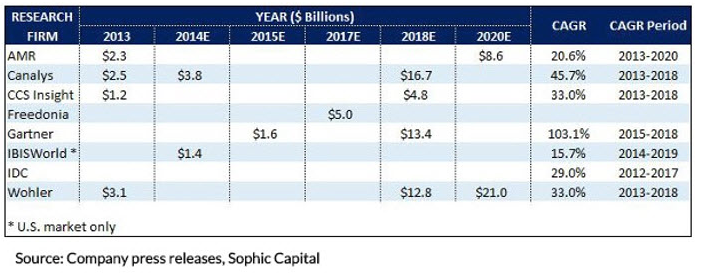 RESEARCH FIRM YEAR ($ Billions) CAGR CAGR Period
2013 2014E 2015E 2017E 2018E 2020E
AMR $2.3 $8.6 20.6% 2013-2020
Canalys $2.5 $3.8 $16.7 45.7% 2013-2018
CCS Insight $1.2 $4.8 33.0% 2013-2018
Freedonia $5.0
Gartner $1.6 $13.4 103.1% 2015-2018
IBISWorld * $1.4 15.7% 2014-2019
IDC 29.0% 2012-2017
Wohler $3.1 $12.8 $21.0 33.0% 2013-2018
* U.S. market only
Source: Company press releases, Sophic Capital